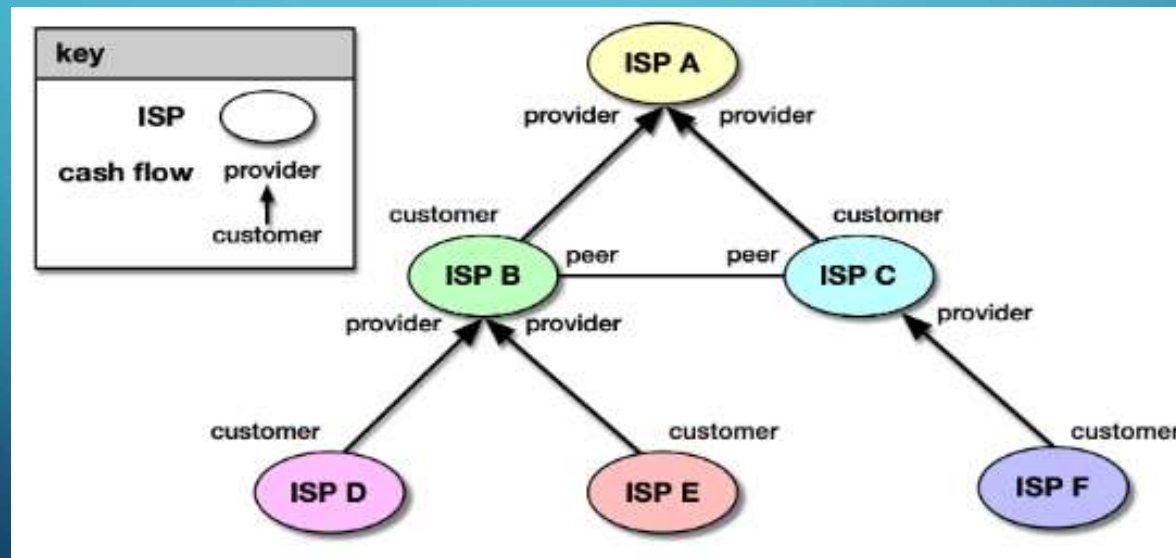 key
ISP
cash flow provider
customer
ISP A
provider provider
customer customer
ISP B peer peer ISP C
provider provider provider
customer customer customer
ISP D ISP E ISP F